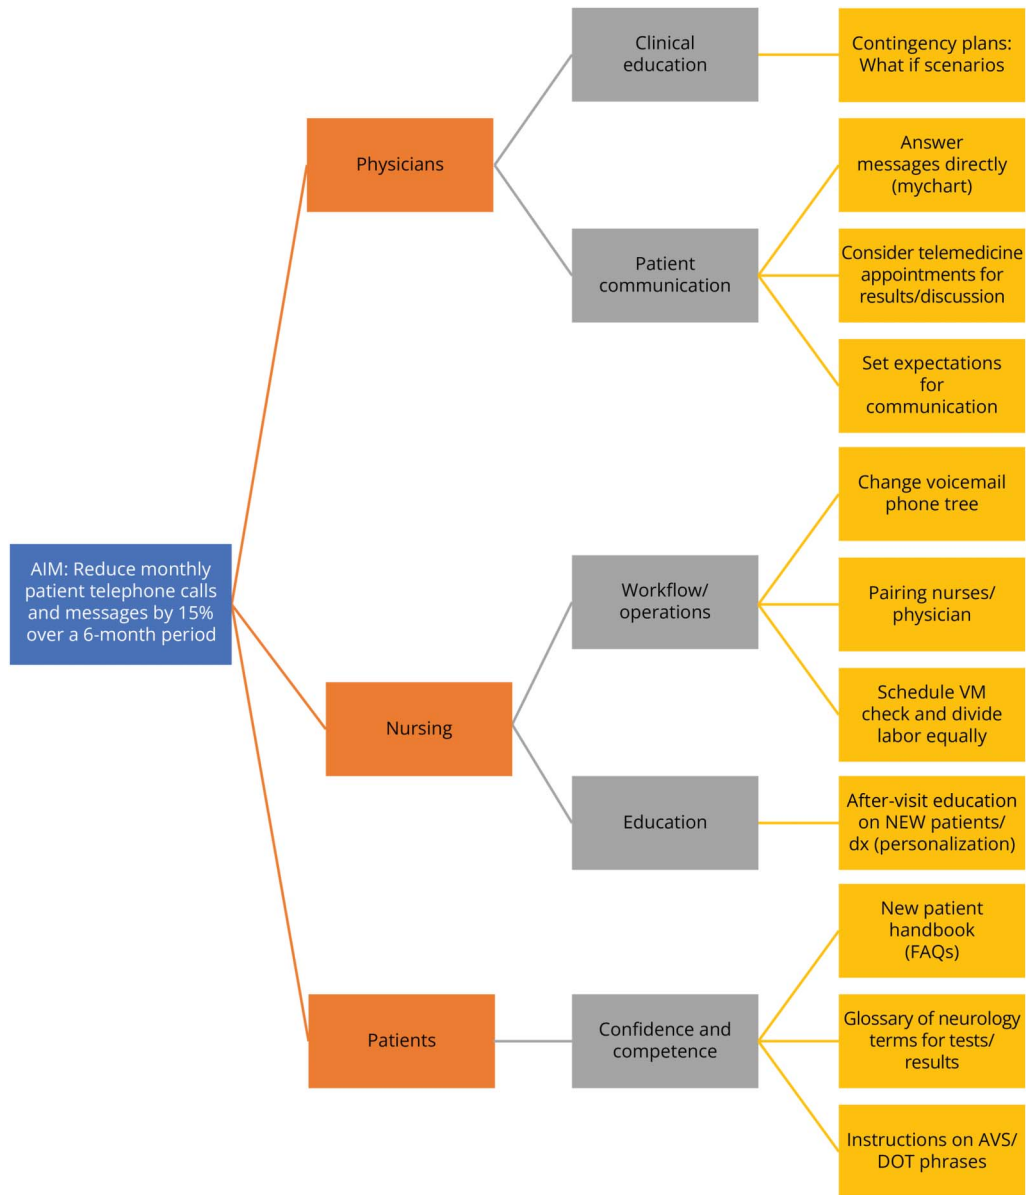 Clinical
education
Contingency plans:
What if scenarios
Physicians
Answer
messages directly
(mychart)
Patient
communication
Consider telemedicine
appointments for
results/discussion
Set expectations
for
communication
AIM: Reduce monthly
patient telephone calls
and messages by 15%
over a 6-month period
Change voicemail
phone tree
Workflow/
operations
Pairing nurses/
physician
Nursing
Schedule VM
check and divide
labor equally
Education
After-visit education
on NEW patients/
dx (personalization)
New patient
handbook
(FAQs)
Patients
Confidence and
competence
Glossary of neurology
terms for tests/
results
Instructions on AVS/
DOT phrases